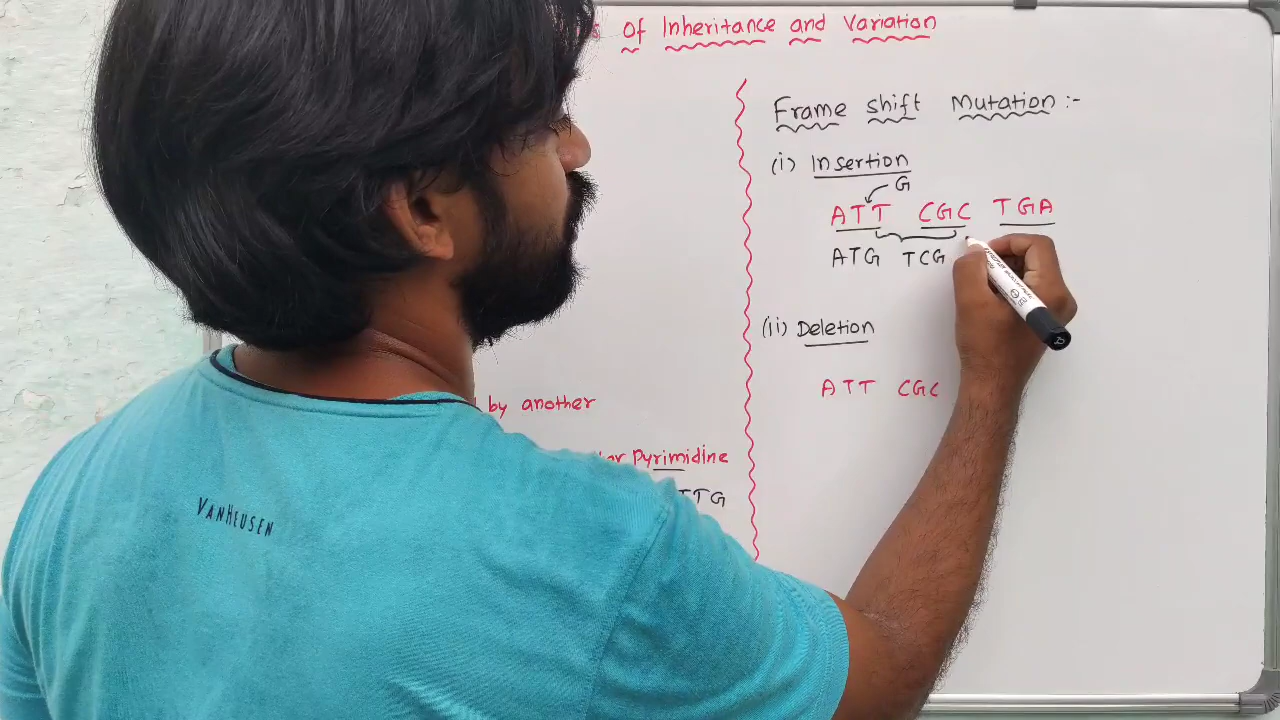 of Inheritance and Variation
Frame shift Mutation :-
(i) Insertion
G
ATT CGC TGA
ATG TCG
(ii) Deletion
ATT CGC
by another
Pyrimidine
TTG
VANHEUSEN